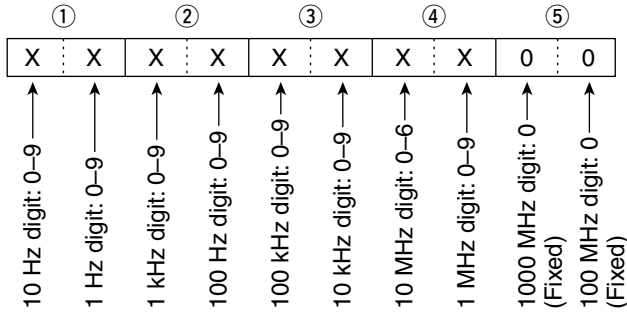 ① ② ③ ④ ⑤
X X X X X X X X 0 0
10 Hz digit: 0–9
1 Hz digit: 0–9
1 kHz digit: 0–9
100 Hz digit: 0–9
100 kHz digit: 0–9
10 kHz digit: 0–9
10 MHz digit: 0–6
1 MHz digit: 0–9
1000 MHz digit: 0
(Fixed)
100 MHz digit: 0
(Fixed)